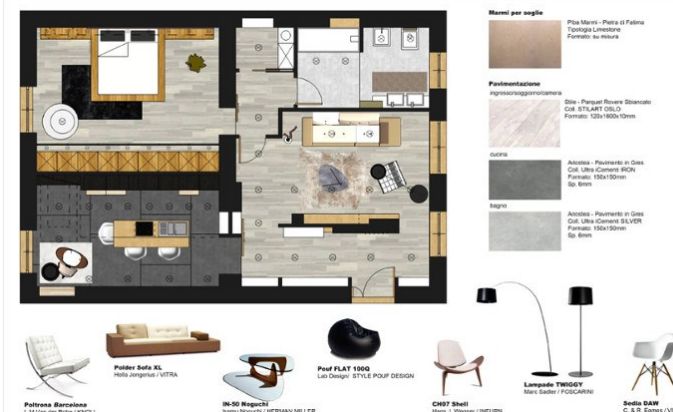 Marmi per soglie
Piba Marmi - Pietra di Fatima
Tipologia Limestone
Formato: su misura
Pavimentazione
ingresso/soggiorno/camera
Stile - Parquet Rovere Sbiancato
Coll. STILART OSLO
Formato: 120x1600x10mm
cucina
Ariostea - Pavimento in Gres
Coll. Ultra iCementi IRON
Formato: 150x150mm
Sp. 6mm
bagno
Ariostea - Pavimento in Gres
Coll. Ultra iCementi SILVER
Formato: 150x150mm
Sp. 6mm
Poltrona Barcelona
Polder Sofa XL
Hella Jongerius / VITRA
IN-50 Noguchi
Isamu Noguchi / HERMAN MILLER
Pouf FLAT 100Q
Lab Design/ STYLE POUF DESIGN
CH07 Shell
Lampade TWIGGY
Marc Sadler / FOSCARINI
Sedia DAW